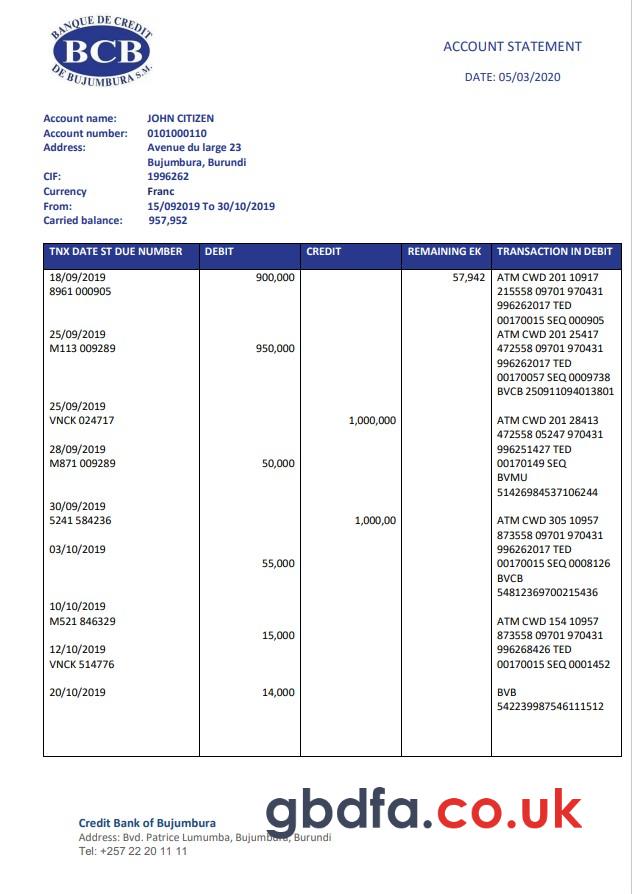 BANQUE DE CREDIT
BCB
DE BUJUMBURA S.M.
ACCOUNT STATEMENT
DATE: 05/03/2020
Account name: JOHN CITIZEN
Account number: 0101000110
Address: Avenue du large 23
Bujumbura, Burundi
CIF: 1996262
Currency Franc
From: 15/092019 To 30/10/2019
Carried balance: 957,952
TNX DATE ST DUE NUMBER DEBIT CREDIT REMAINING EK TRANSACTION IN DEBIT
18/09/2019 900,000 57,942 ATM CWD 201 10917
8961 000905 215558 09701 970431
996262017 TED
00170015 SEQ 000905
25/09/2019 ATM CWD 201 25417
M113 009289 950,000 472558 09701 970431
996262017 TED
00170057 SEQ 0009738
BVCB 250911094013801
25/09/2019
VNCK 024717 1,000,000 ATM CWD 201 28413
472558 05247 970431
28/09/2019 996251427 TED
M871 009289 50,000 00170149 SEQ
BVMU
51426984537106244
30/09/2019
5241 584236 1,000,00 ATM CWD 305 10957
873558 09701 970431
03/10/2019 996262017 TED
55,000 00170015 SEQ 0008126
BVCB
54812369700215436
10/10/2019
M521 846329 ATM CWD 154 10957
15,000 873558 09701 970431
12/10/2019 996268426 TED
VNCK 514776 00170015 SEQ 0001452
20/10/2019 14,000 BVB
542239987546111512
gbdfa.co.uk
Credit Bank of Bujumbura
Address: Bvd. Patrice Lumumba, Bujumbura, Burundi
Tel: +257 22 20 11 11